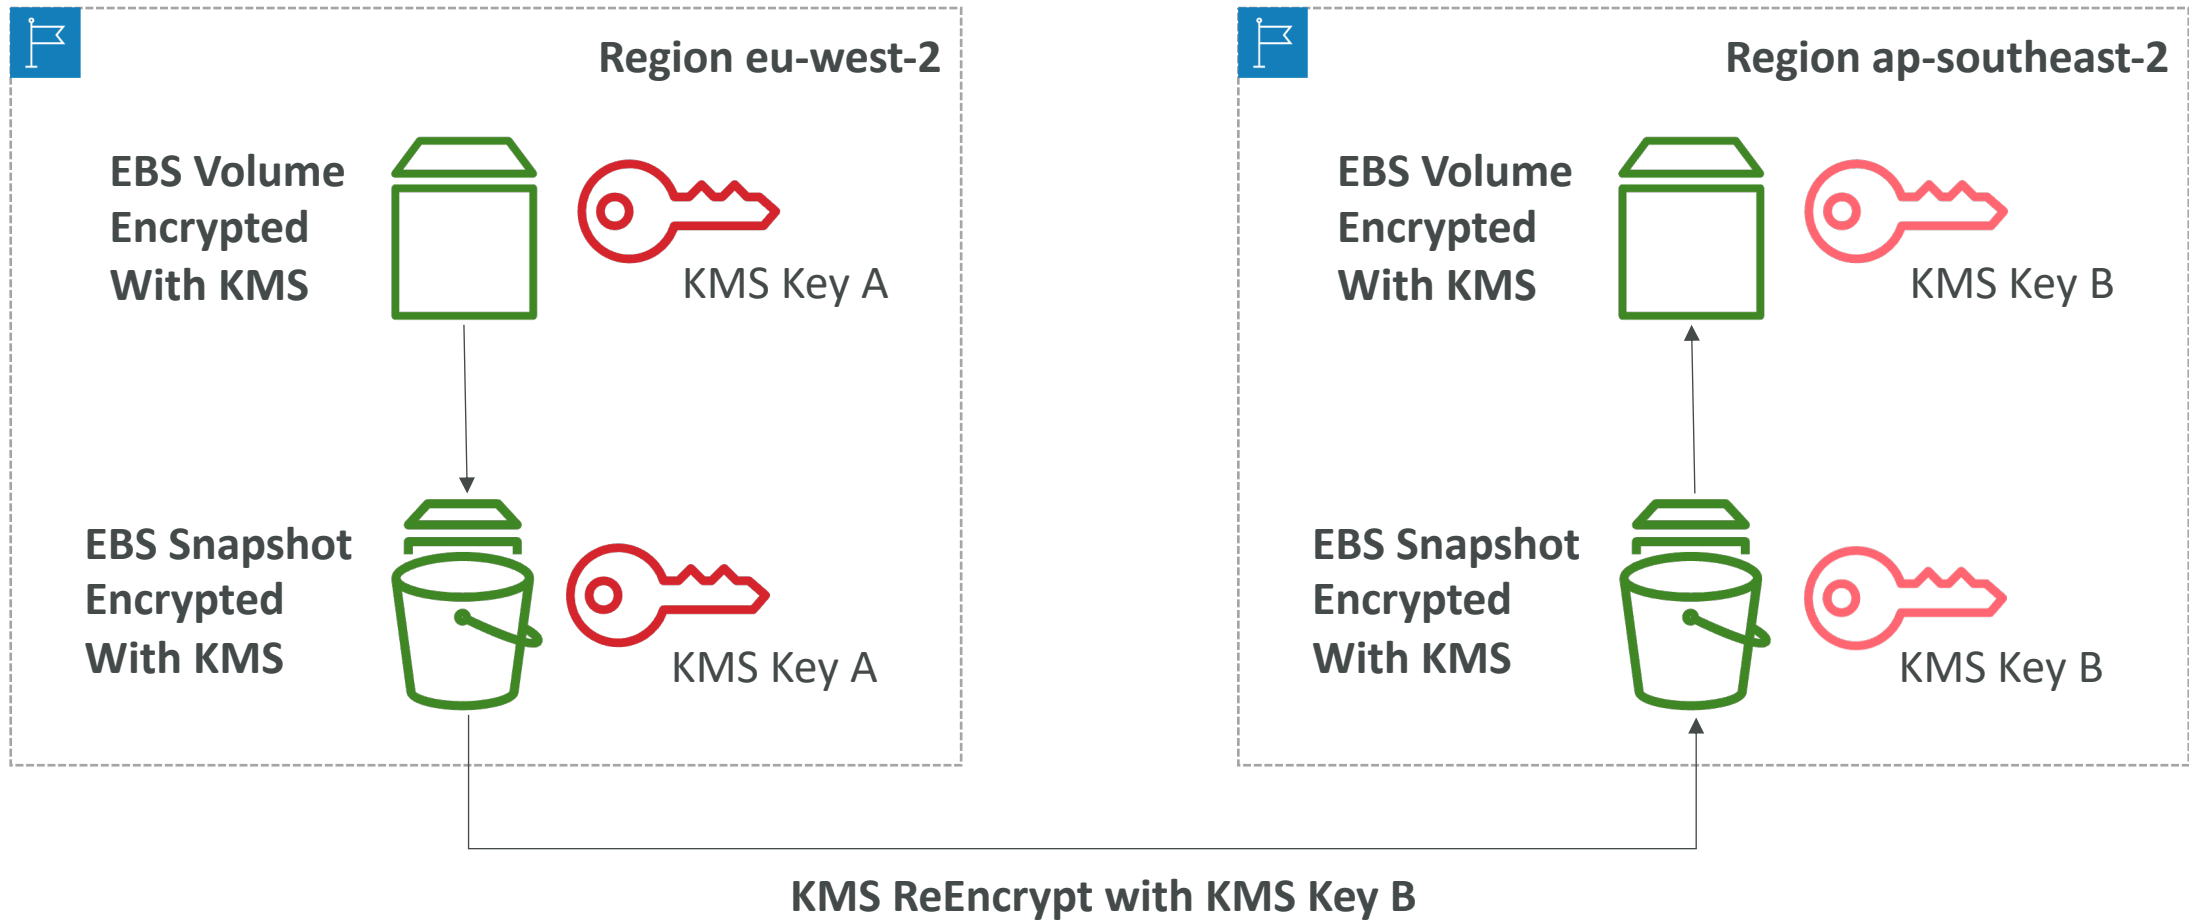 Region eu-west-2
EBS Volume
Encrypted
With KMS
KMS Key A
EBS Snapshot
Encrypted
With KMS
KMS Key A
Region ap-southeast-2
EBS Volume
Encrypted
With KMS
KMS Key B
EBS Snapshot
Encrypted
With KMS
KMS Key B
KMS ReEncrypt with KMS Key B